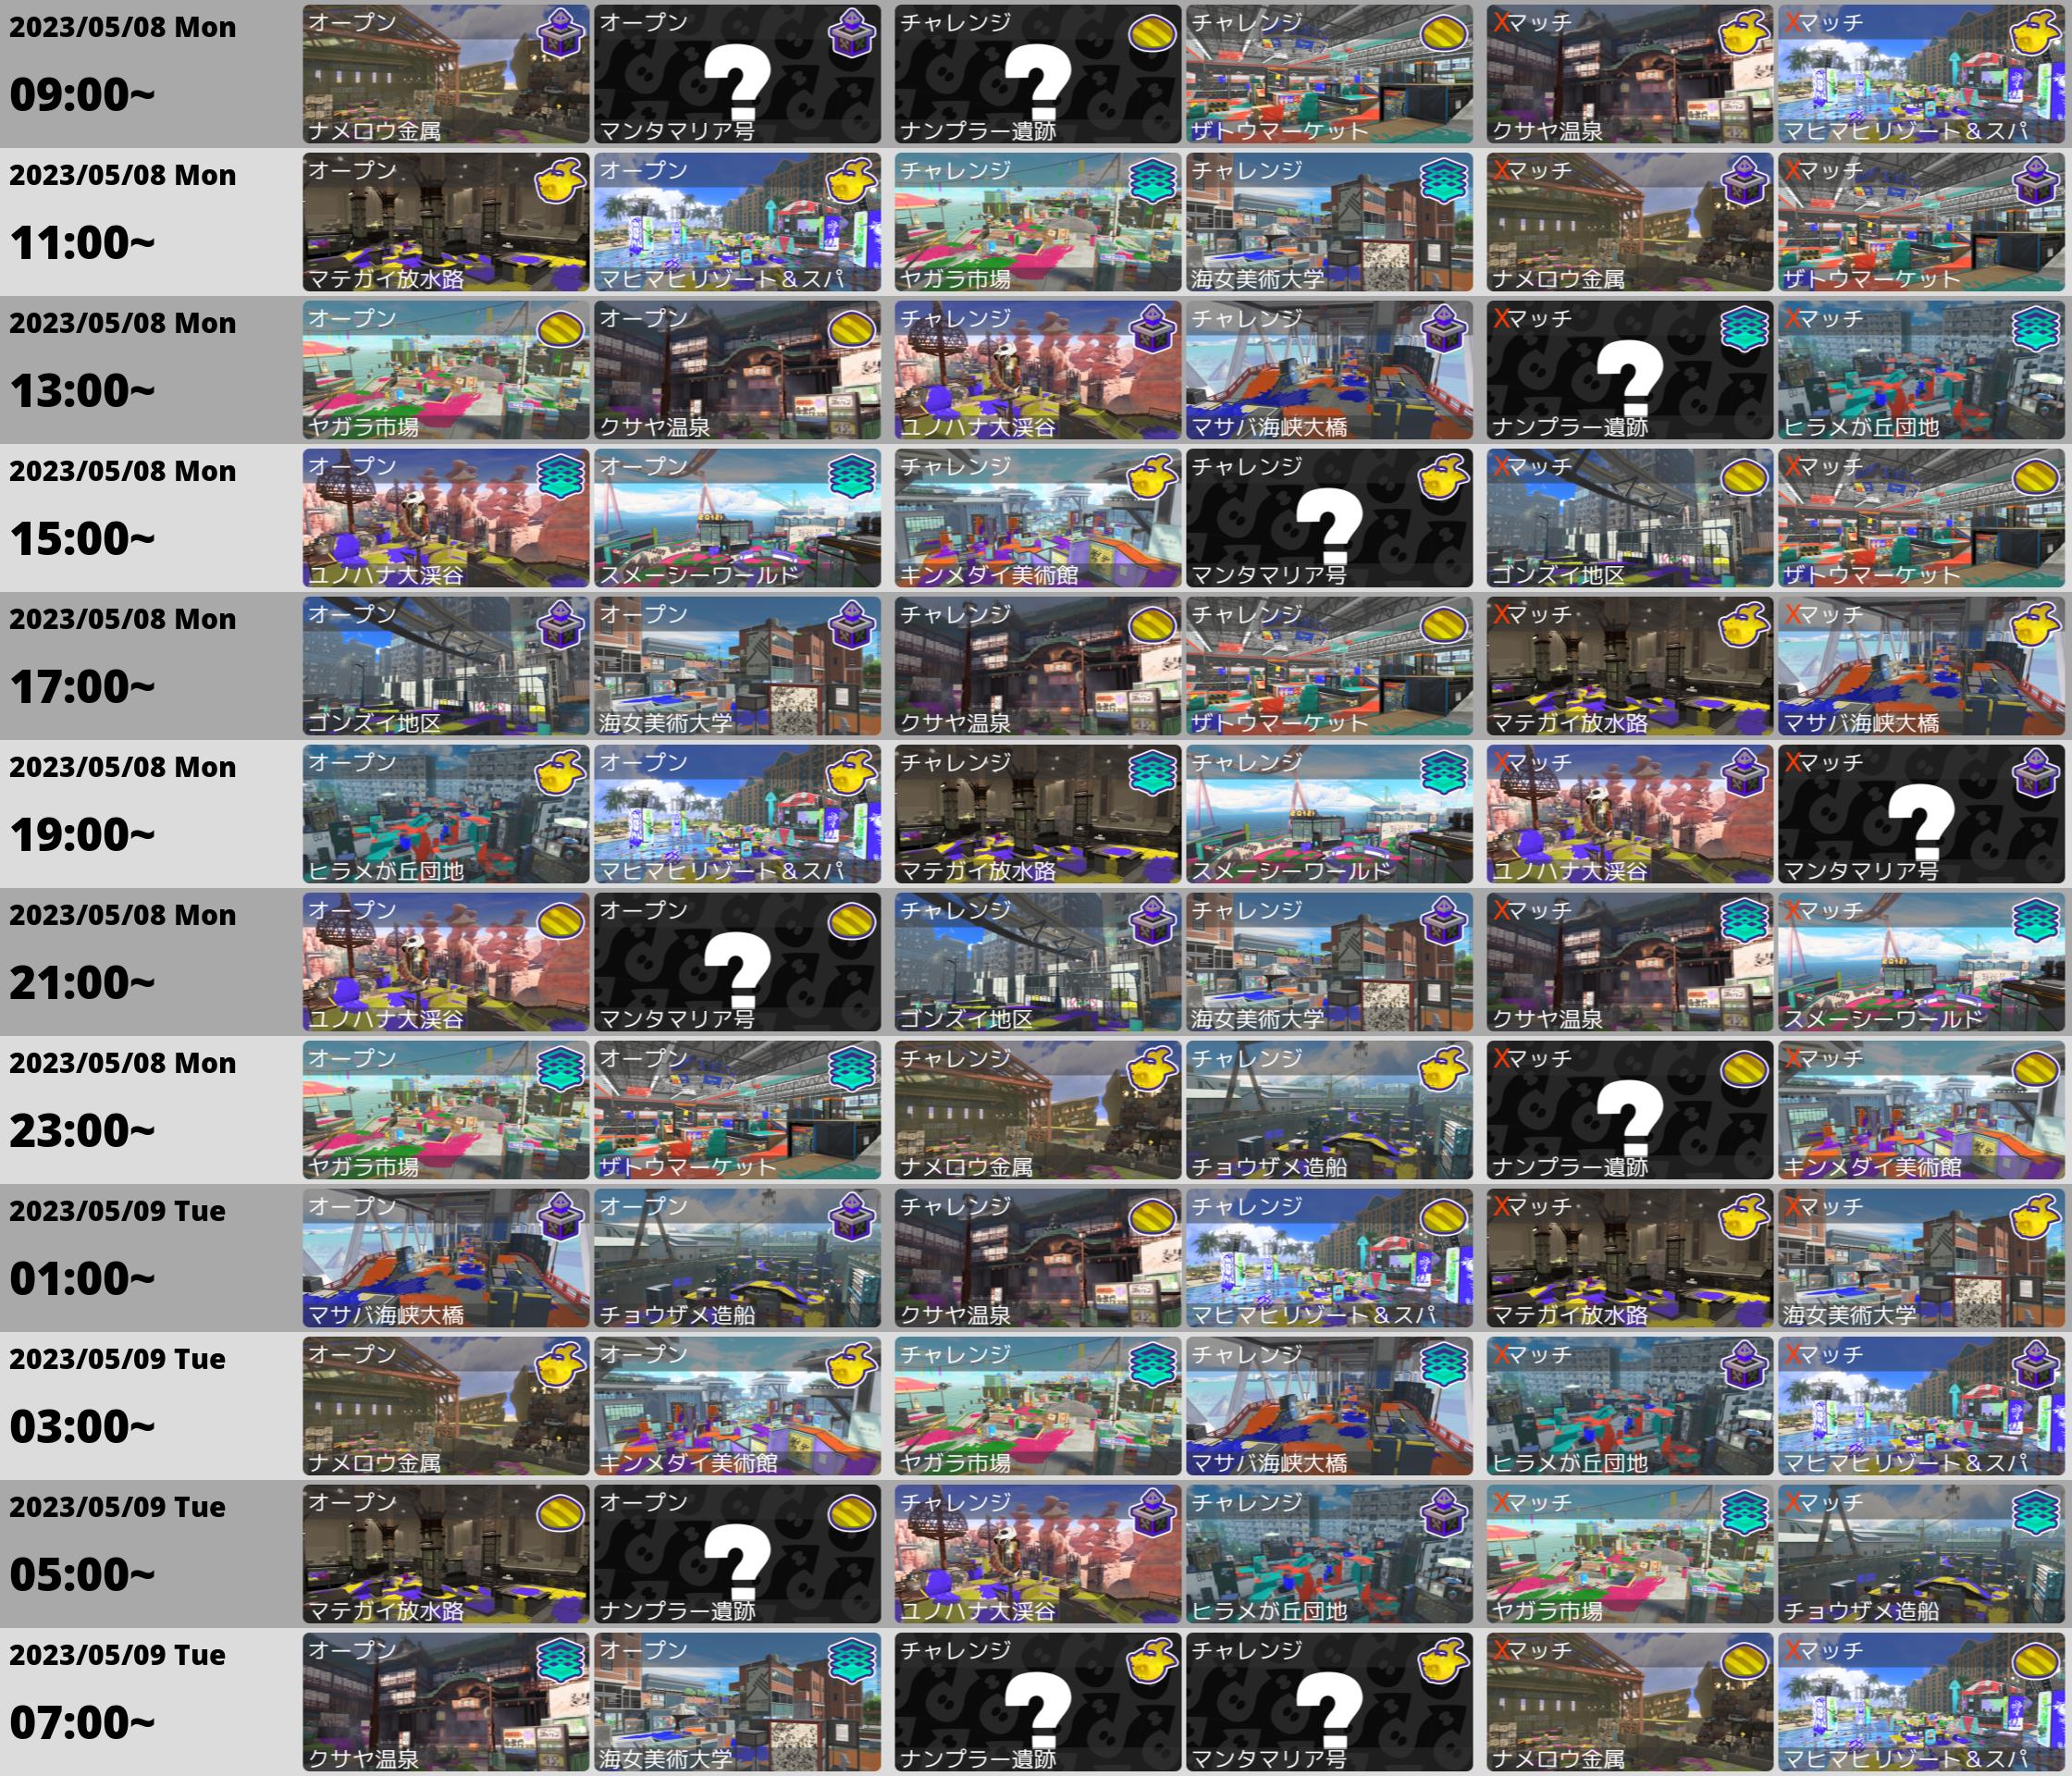 2023/05/08 Mon
09:00~
オープン
ナメロウ金属
オープン
マンタマリア号
チャレンジ
ナンプラー遺跡
チャレンジ
ザトウマーケット
Xマッチ
クサヤ温泉
Xマッチ
マヒマヒリゾート＆スパ
2023/05/08 Mon
11:00~
オープン
マテガイ放水路
オープン
マヒマヒリゾート＆スパ
チャレンジ
ヤガラ市場
チャレンジ
海女美術大学
Xマッチ
ナメロウ金属
Xマッチ
ザトウマーケット
2023/05/08 Mon
13:00~
オープン
ヤガラ市場
オープン
クサヤ温泉
チャレンジ
ユノハナ大渓谷
チャレンジ
マサバ海峡大橋
Xマッチ
ナンプラー遺跡
Xマッチ
ヒラメが丘団地
2023/05/08 Mon
15:00~
オープン
ユノハナ大渓谷
オープン
スメーシーワールド
チャレンジ
キンメダイ美術館
チャレンジ
マンタマリア号
Xマッチ
ゴンズイ地区
Xマッチ
ザトウマーケット
2023/05/08 Mon
17:00~
オープン
ゴンズイ地区
オープン
海女美術大学
チャレンジ
クサヤ温泉
チャレンジ
ザトウマーケット
Xマッチ
マテガイ放水路
Xマッチ
マサバ海峡大橋
2023/05/08 Mon
19:00~
オープン
ヒラメが丘団地
オープン
マヒマヒリゾート＆スパ
チャレンジ
マテガイ放水路
チャレンジ
スメーシーワールド
Xマッチ
ユノハナ大渓谷
Xマッチ
マンタマリア号
2023/05/08 Mon
21:00~
オープン
ユノハナ大渓谷
オープン
マンタマリア号
チャレンジ
ゴンズイ地区
チャレンジ
海女美術大学
Xマッチ
クサヤ温泉
Xマッチ
スメーシーワールド
2023/05/08 Mon
23:00~
オープン
ヤガラ市場
オープン
ザトウマーケット
チャレンジ
ナメロウ金属
チャレンジ
チョウザメ造船
Xマッチ
ナンプラー遺跡
Xマッチ
キンメダイ美術館
2023/05/09 Tue
01:00~
オープン
マサバ海峡大橋
オープン
チョウザメ造船
チャレンジ
クサヤ温泉
チャレンジ
マヒマヒリゾート＆スパ
Xマッチ
マテガイ放水路
Xマッチ
海女美術大学
2023/05/09 Tue
03:00~
オープン
ナメロウ金属
オープン
キンメダイ美術館
チャレンジ
ヤガラ市場
チャレンジ
マサバ海峡大橋
Xマッチ
ヒラメが丘団地
Xマッチ
マヒマヒリゾート＆スパ
2023/05/09 Tue
05:00~
オープン
マテガイ放水路
オープン
ナンプラー遺跡
チャレンジ
ユノハナ大渓谷
チャレンジ
ヒラメが丘団地
Xマッチ
ヤガラ市場
Xマッチ
チョウザメ造船
2023/05/09 Tue
07:00~
オープン
クサヤ温泉
オープン
海女美術大学
チャレンジ
ナンプラー遺跡
チャレンジ
マンタマリア号
Xマッチ
ナメロウ金属
Xマッチ
マヒマヒリゾート＆スパ